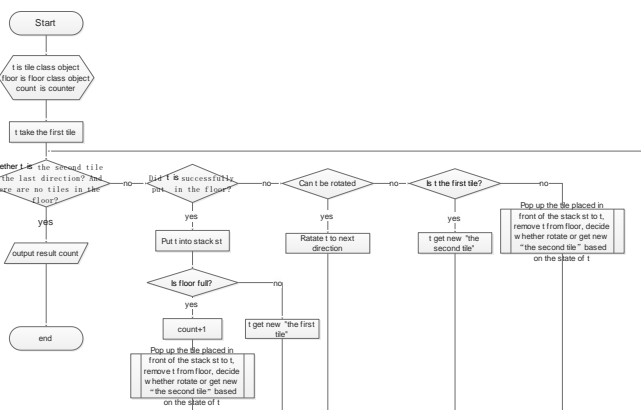 Start
t is tile class object
floor is floor class object
count is counter
t take the first tile
ether t is the second tile
the last direction? And
ere are no tiles in the
floor?
no
Did t is successfully
put in the floor?
no
Can t be rotated
no
Is t the first tile?
no
yes
output result count
end
yes
Put t into stack st
Is floor full?
no
yes
count+1
t get new "the first
tile"
Pop up the tile placed in
front of the stack st to t,
remove t from floor, decide
whether rotate or get new
"the second tile" based
on the state of t
yes
Ratate t to next
direction
yes
t get new "the
second tile"
Pop up the tile placed in
front of the stack st to t,
remove t from floor, decide
whether rotate or get new
"the second tile" based
on the state of t